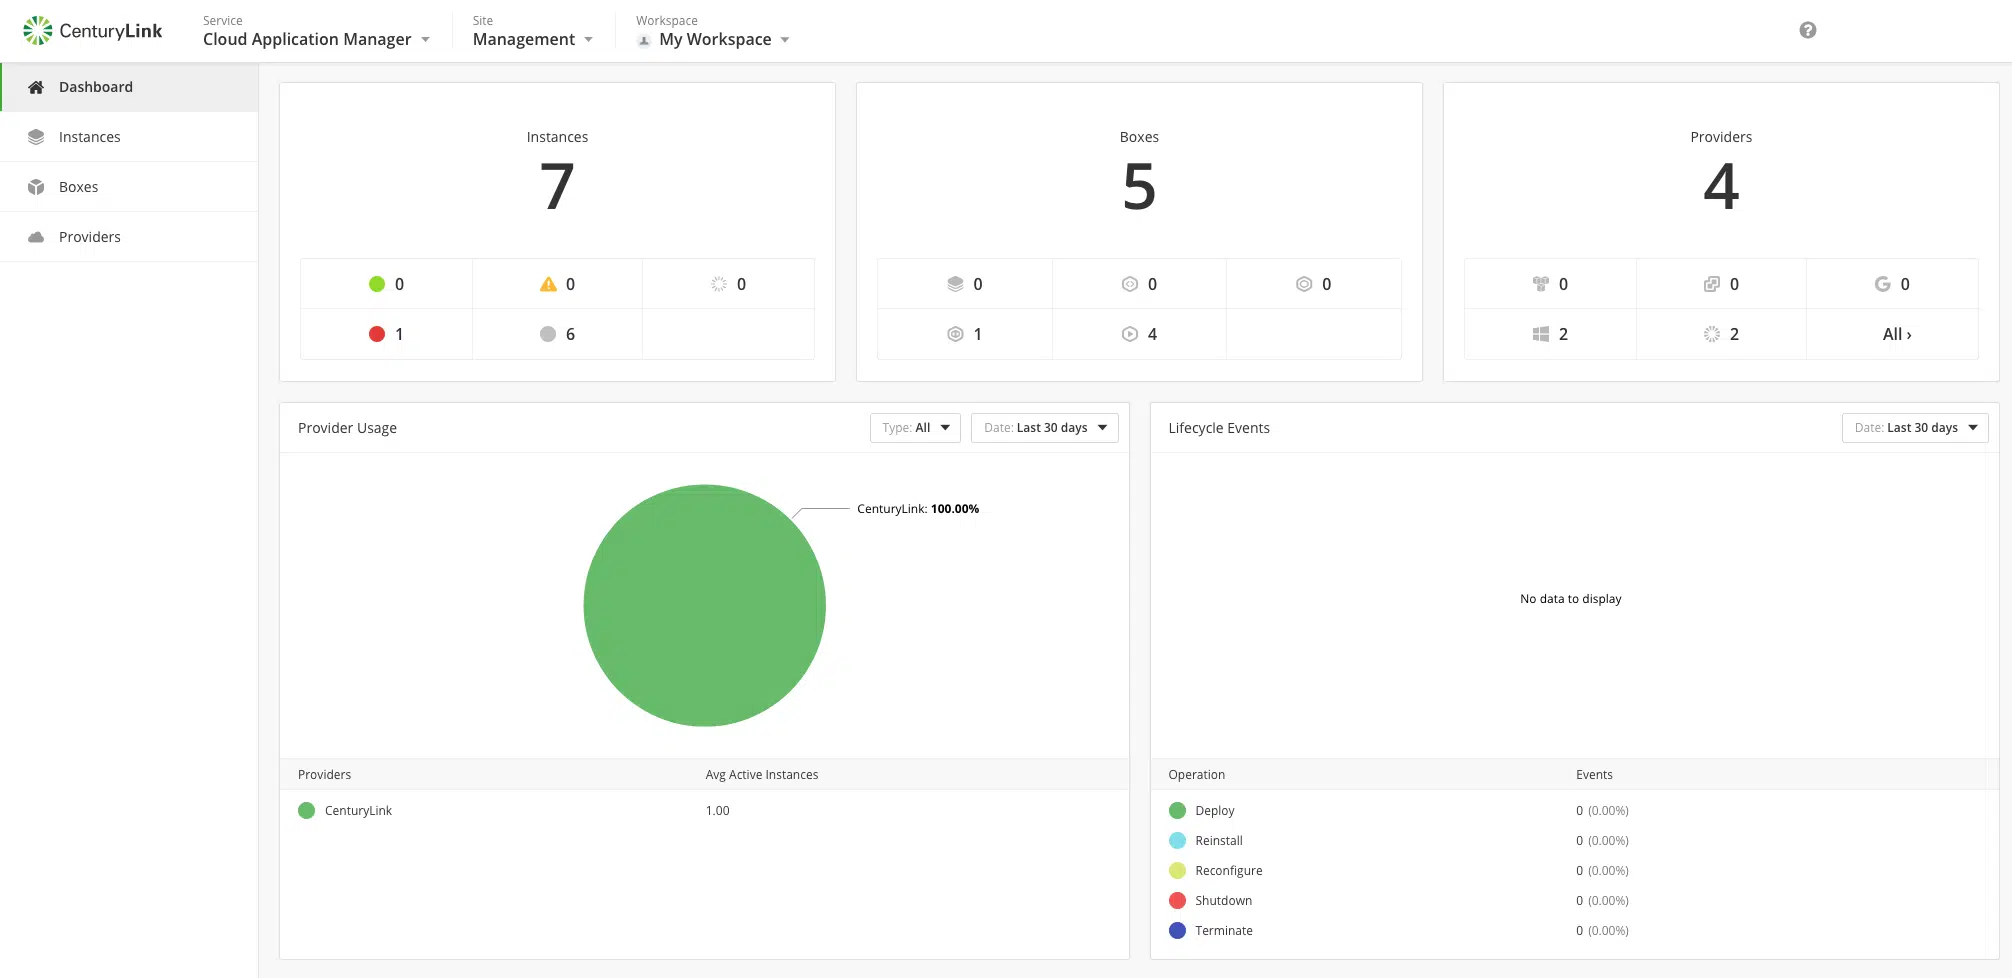 CenturyLink
Service
Cloud Application Manager
Site
Management
Workspace
My Workspace
?
Dashboard
Instances
Boxes
Providers
Instances
7
0
0
0
1
6
Boxes
5
0
0
0
1
4
Providers
4
0
0
G 0
2
2
All ›
Provider Usage
Type: All
Date: Last 30 days
CenturyLink: 100.00%
Providers Avg Active Instances
CenturyLink 1.00
Lifecycle Events
Date: Last 30 days
No data to display
Operation Events
Deploy 0 (0.00%)
Reinstall 0 (0.00%)
Reconfigure 0 (0.00%)
Shutdown 0 (0.00%)
Terminate 0 (0.00%)